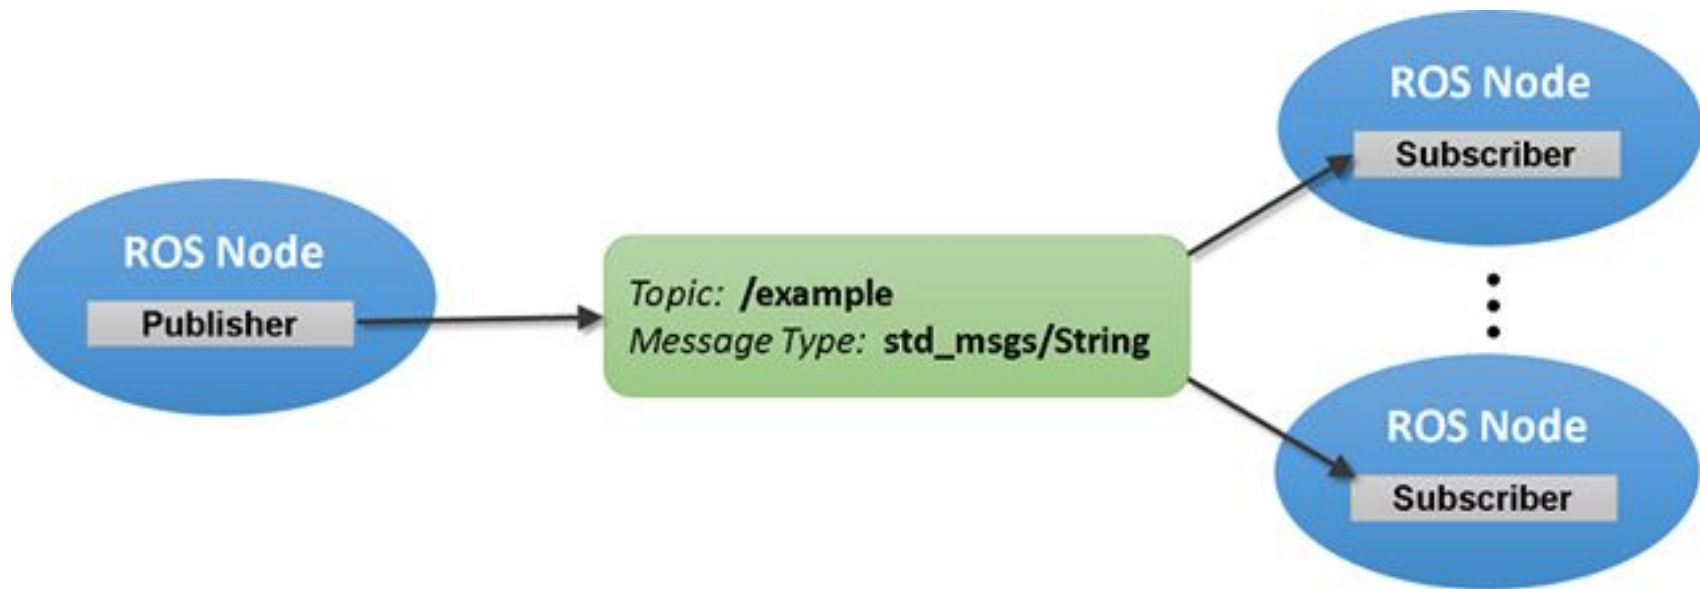 ROS Node
Publisher
Topic: /example
Message Type: std_msgs/String
ROS Node
Subscriber
ROS Node
Subscriber